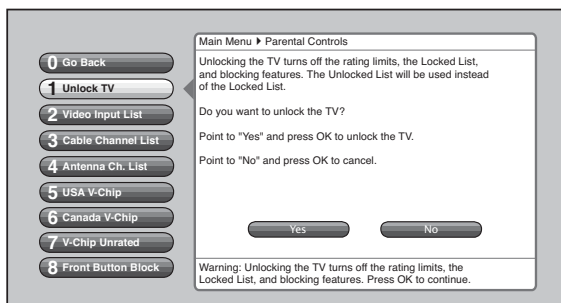 Main Menu ▶ Parental Controls
0 Go Back
1 Unlock TV
2 Video Input List
3 Cable Channel List
4 Antenna Ch. List
5 USA V-Chip
6 Canada V-Chip
7 V-Chip Unrated
8 Front Button Block
Unlocking the TV turns off the rating limits, the Locked List,
and blocking features. The Unlocked List will be used instead
of the Locked List.
Do you want to unlock the TV?
Point to "Yes" and press OK to unlock the TV.
Point to "No" and press OK to cancel.
Yes
No
Warning: Unlocking the TV turns off the rating limits, the
Locked List, and blocking features. Press OK to continue.